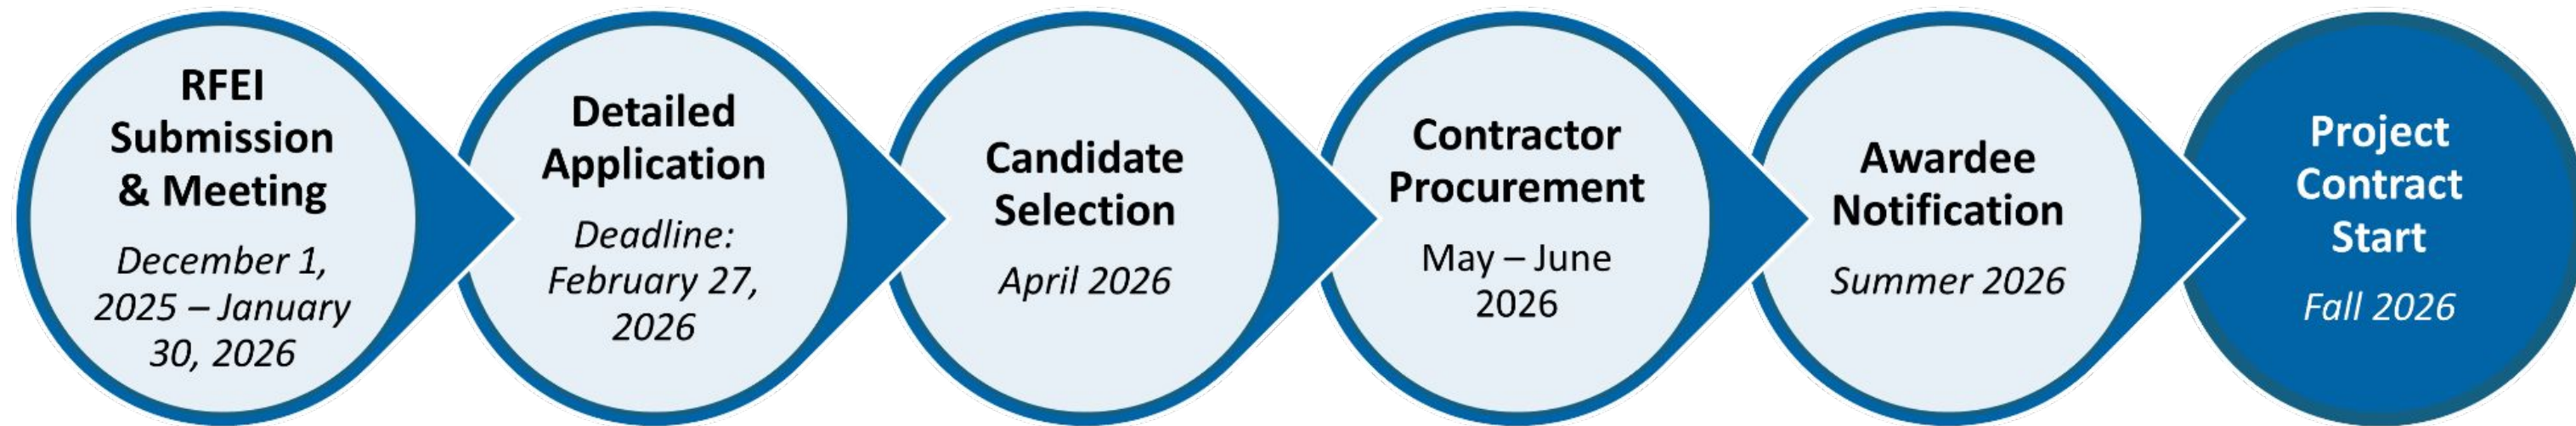 RFEI
Submission
& Meeting
December 1,
2025 – January
30, 2026
Detailed
Application
Deadline:
February 27,
2026
Candidate
Selection
April 2026
Contractor
Procurement
May – June
2026
Awardee
Notification
Summer 2026
Project
Contract
Start
Fall 2026